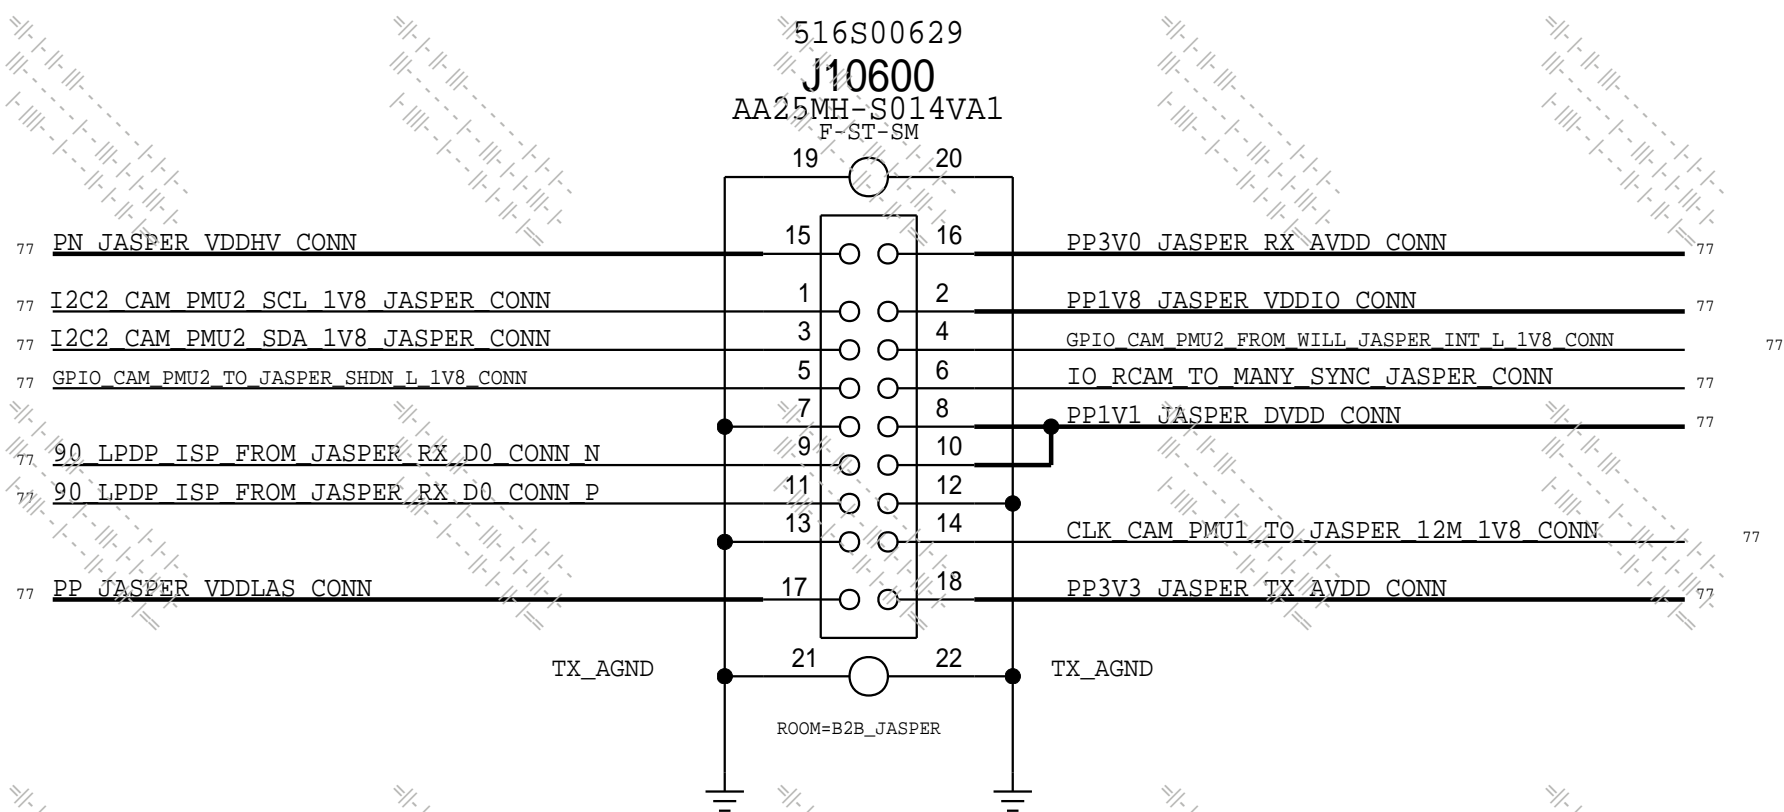 516S00629
J10600
AA25MH-S014VA1
F-ST-SM
19 20
77 PN_JASPER_VDDHV_CONN 15 16 PP3V0_JASPER_RX_AVDD_CONN 77
77 I2C2_CAM_PMU2_SCL_1V8_JASPER_CONN 1 2 PP1V8_JASPER_VDDIO_CONN 77
77 I2C2_CAM_PMU2_SDA_1V8_JASPER_CONN 3 4 GPIO_CAM_PMU2_FROM_WILL_JASPER_INT_L_1V8_CONN 77
77 GPIO_CAM_PMU2_TO_JASPER_SHDN_L_1V8_CONN 5 6 IO_RCAM_TO_MANY_SYNC_JASPER_CONN 77
7 8 PP1V1_JASPER_DVDD_CONN 77
77 90_LPDP_ISP_FROM_JASPER_RX_D0_CONN_N 9 10
77 90_LPDP_ISP_FROM_JASPER_RX_D0_CONN_P 11 12
13 14 CLK_CAM_PMU1_TO_JASPER_12M_1V8_CONN 77
77 PP_JASPER_VDDLAS_CONN 17 18 PP3V3_JASPER_TX_AVDD_CONN 77
TX_AGND 21 22 TX_AGND
ROOM=B2B_JASPER